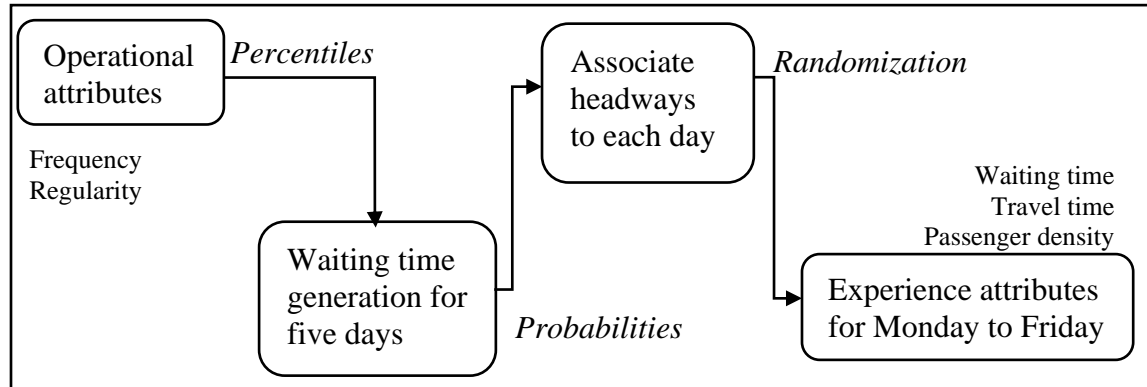 Operational
attributes
Percentiles
Frequency
Regularity
Waiting time
generation for
five days
Probabilities
Associate
headways
to each day
Randomization
Waiting time
Travel time
Passenger density
Experience attributes
for Monday to Friday